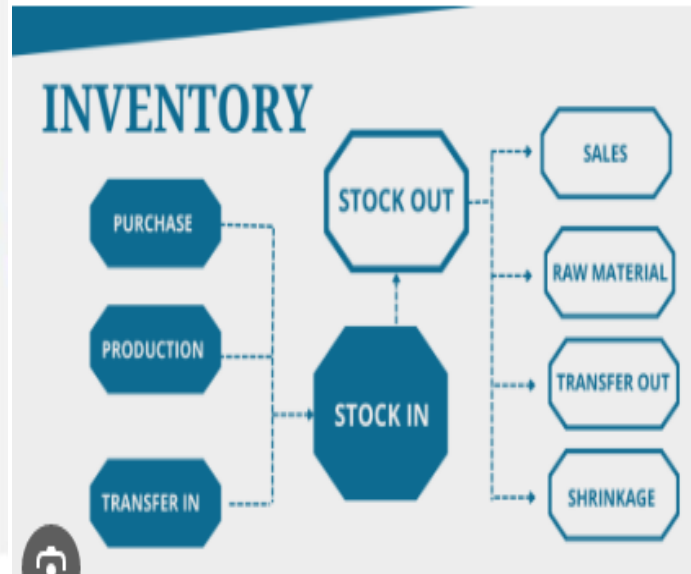 INVENTORY
PURCHASE
PRODUCTION
TRANSFER IN
STOCK IN
STOCK OUT
SALES
RAW MATERIAL
TRANSFER OUT
SHRINKAGE